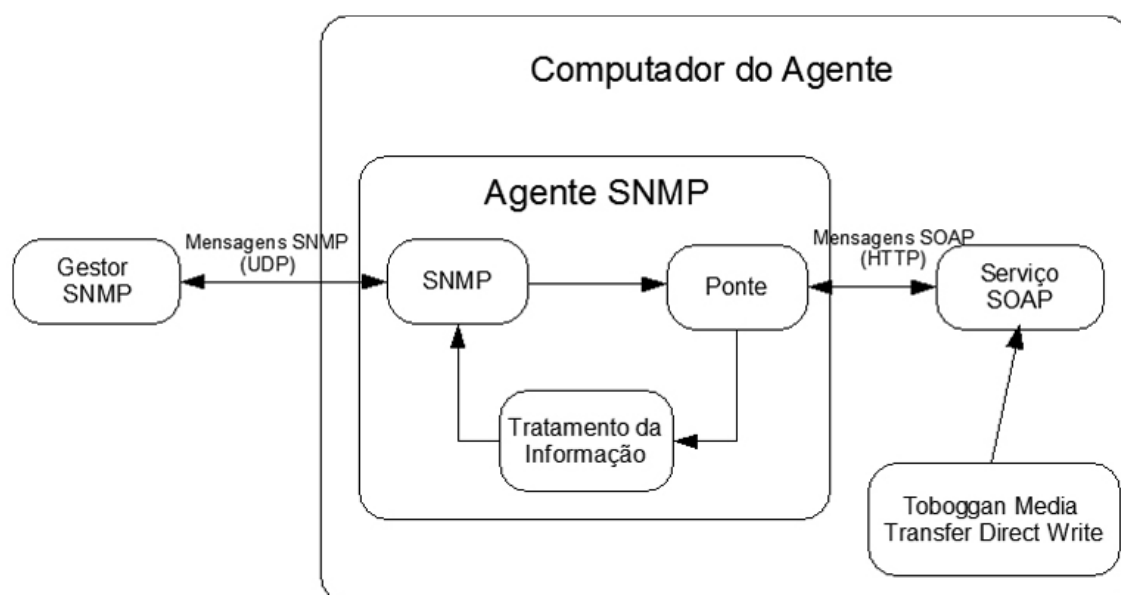 Computador do Agente
Agente SNMP
Mensagens SNMP
(UDP)
Mensagens SOAP
(HTTP)
Gestor
SNMP
SNMP
Ponte
Serviço
SOAP
Tratamento da
Informação
Toboggan Media
Transfer Direct Write